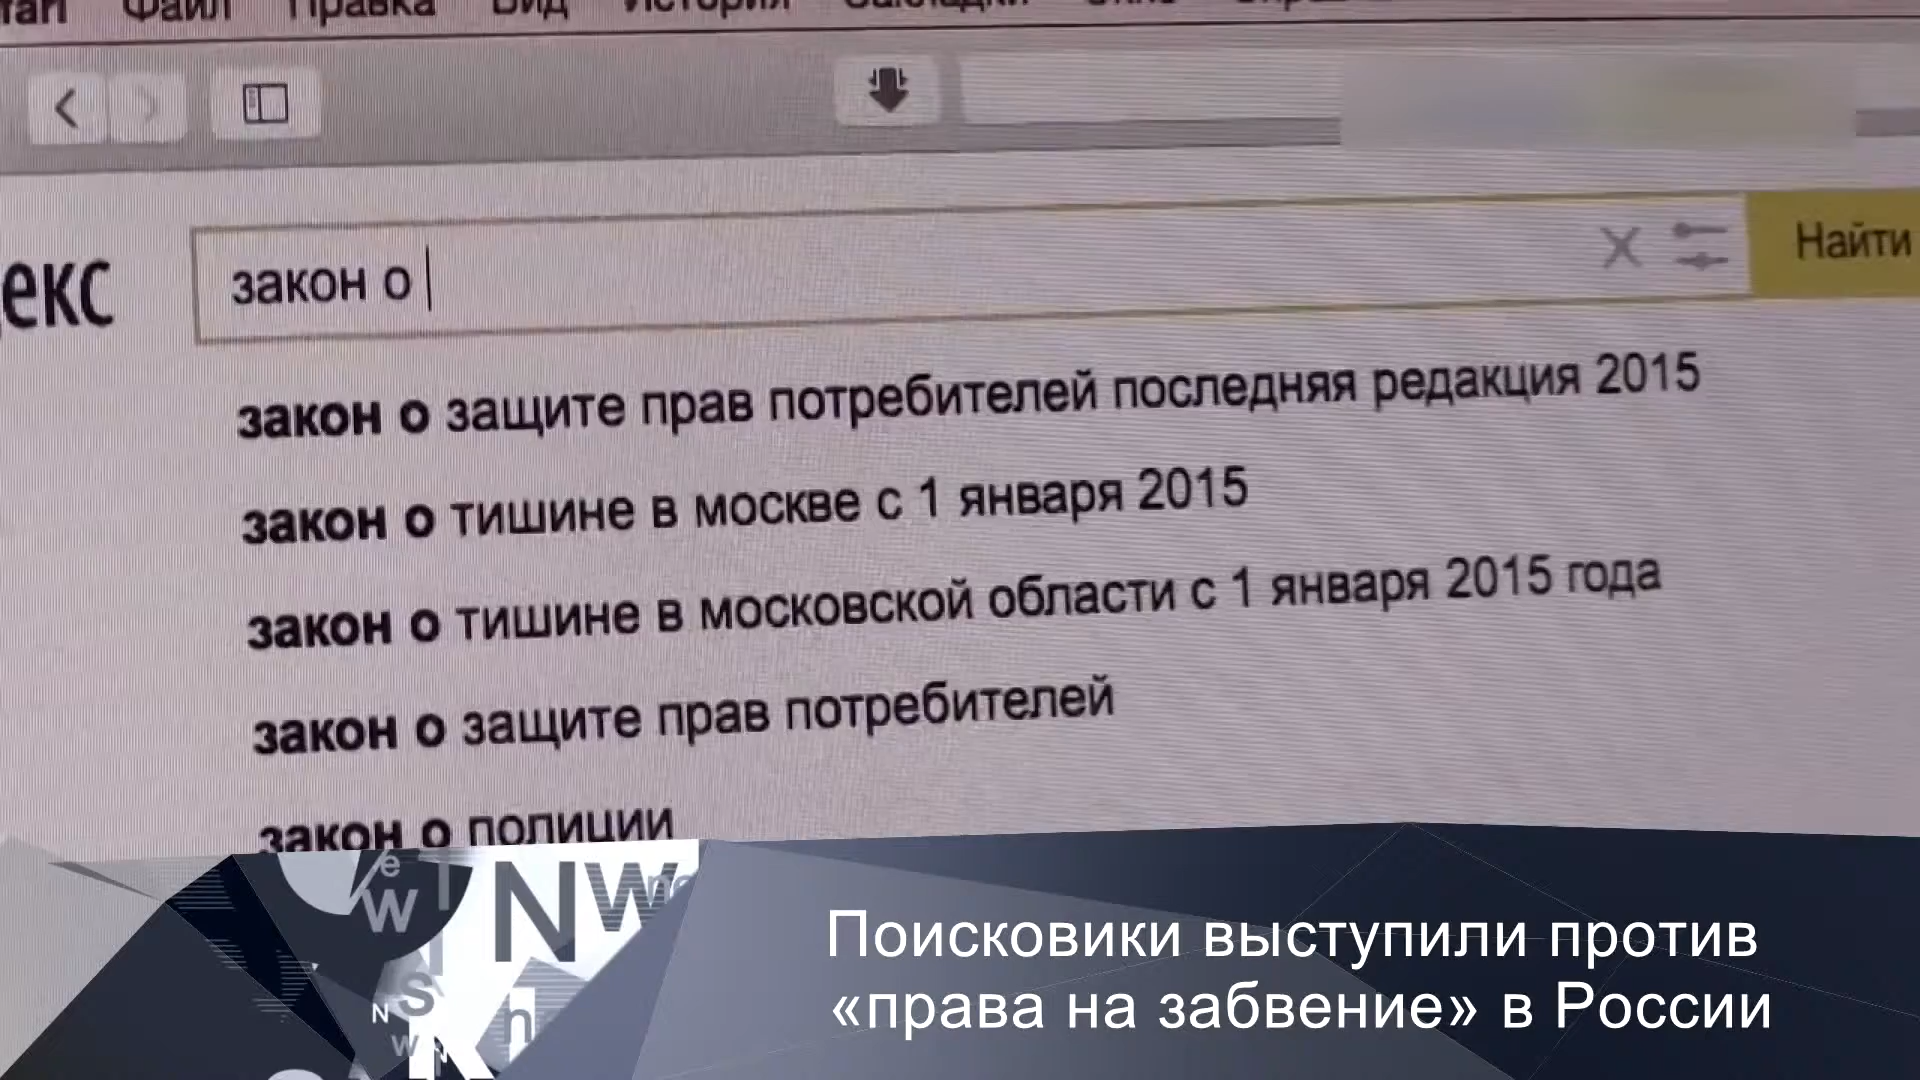 Файл Правка Вид История Закладки
екс
закон о
Найти
закон о защите прав потребителей последняя редакция 2015
закон о тишине в москве с 1 января 2015
закон о тишине в московской области с 1 января 2015 года
закон о защите прав потребителей
закон о полиции
Поисковики выступили против
«права на забвение» в России